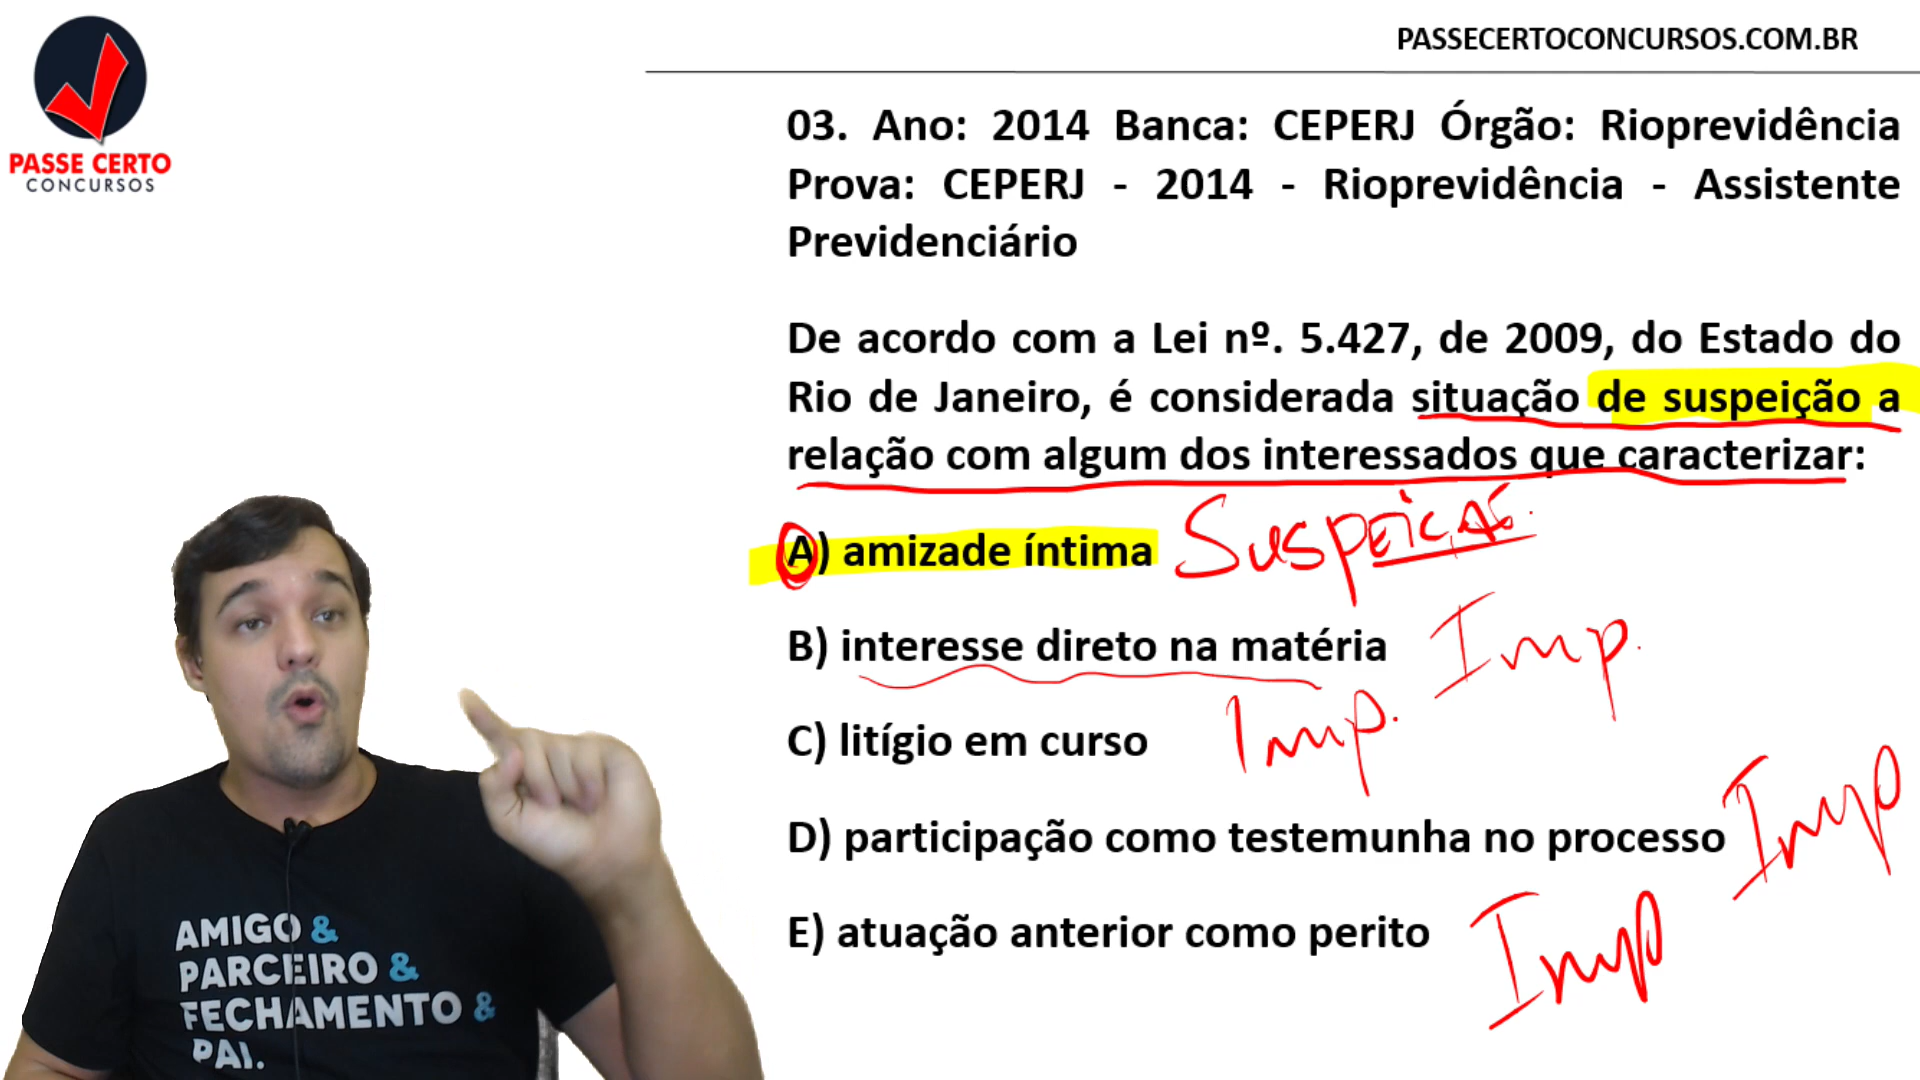 PASSECERTOCONCURSOS.COM.BR
PASSE CERTO
CONCURSOS
03. Ano: 2014 Banca: CEPERJ Órgão: Rioprevidência
Prova: CEPERJ - 2014 - Rioprevidência - Assistente
Previdenciário
De acordo com a Lei nº. 5.427, de 2009, do Estado do
Rio de Janeiro, é considerada situação de suspeição a
relação com algum dos interessados que caracterizar:
A) amizade íntima SUSPEIÇÃO.
B) interesse direto na matéria Imp.
C) litígio em curso Imp.
D) participação como testemunha no processo Imp
E) atuação anterior como perito Imp
AMIGO &
PARCEIRO &
FECHAMENTO &
PAI.